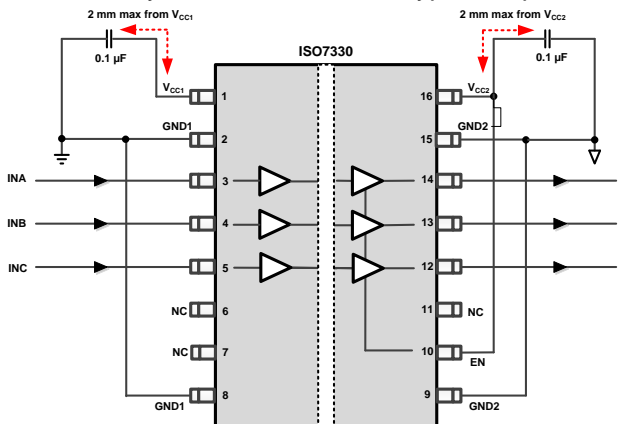 2 mm max from VCC1
2 mm max from VCC2
0.1 µF
0.1 µF
ISO7330
VCC1
1
16
VCC2
GND1
2
15
GND2
INA
3
14
INB
4
13
INC
5
12
NC
6
11
NC
NC
7
10
EN
8
9
GND1
GND2